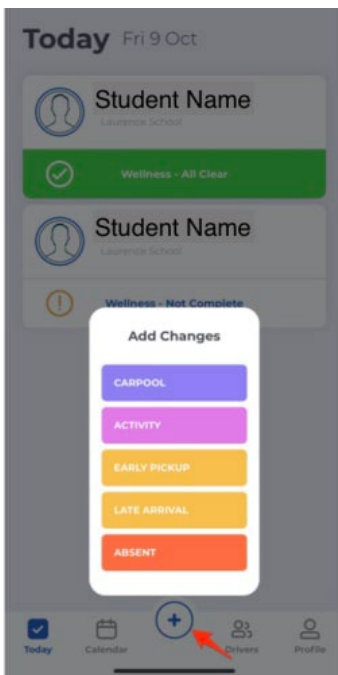 Today Fri 9 Oct
Student Name
Laurence School
Wellness - All Clear
Student Name
Laurence School
Wellness - Not Complete
Add Changes
CARPOOL
ACTIVITY
EARLY PICKUP
LATE ARRIVAL
ABSENT
Today Calendar Drivers Profile